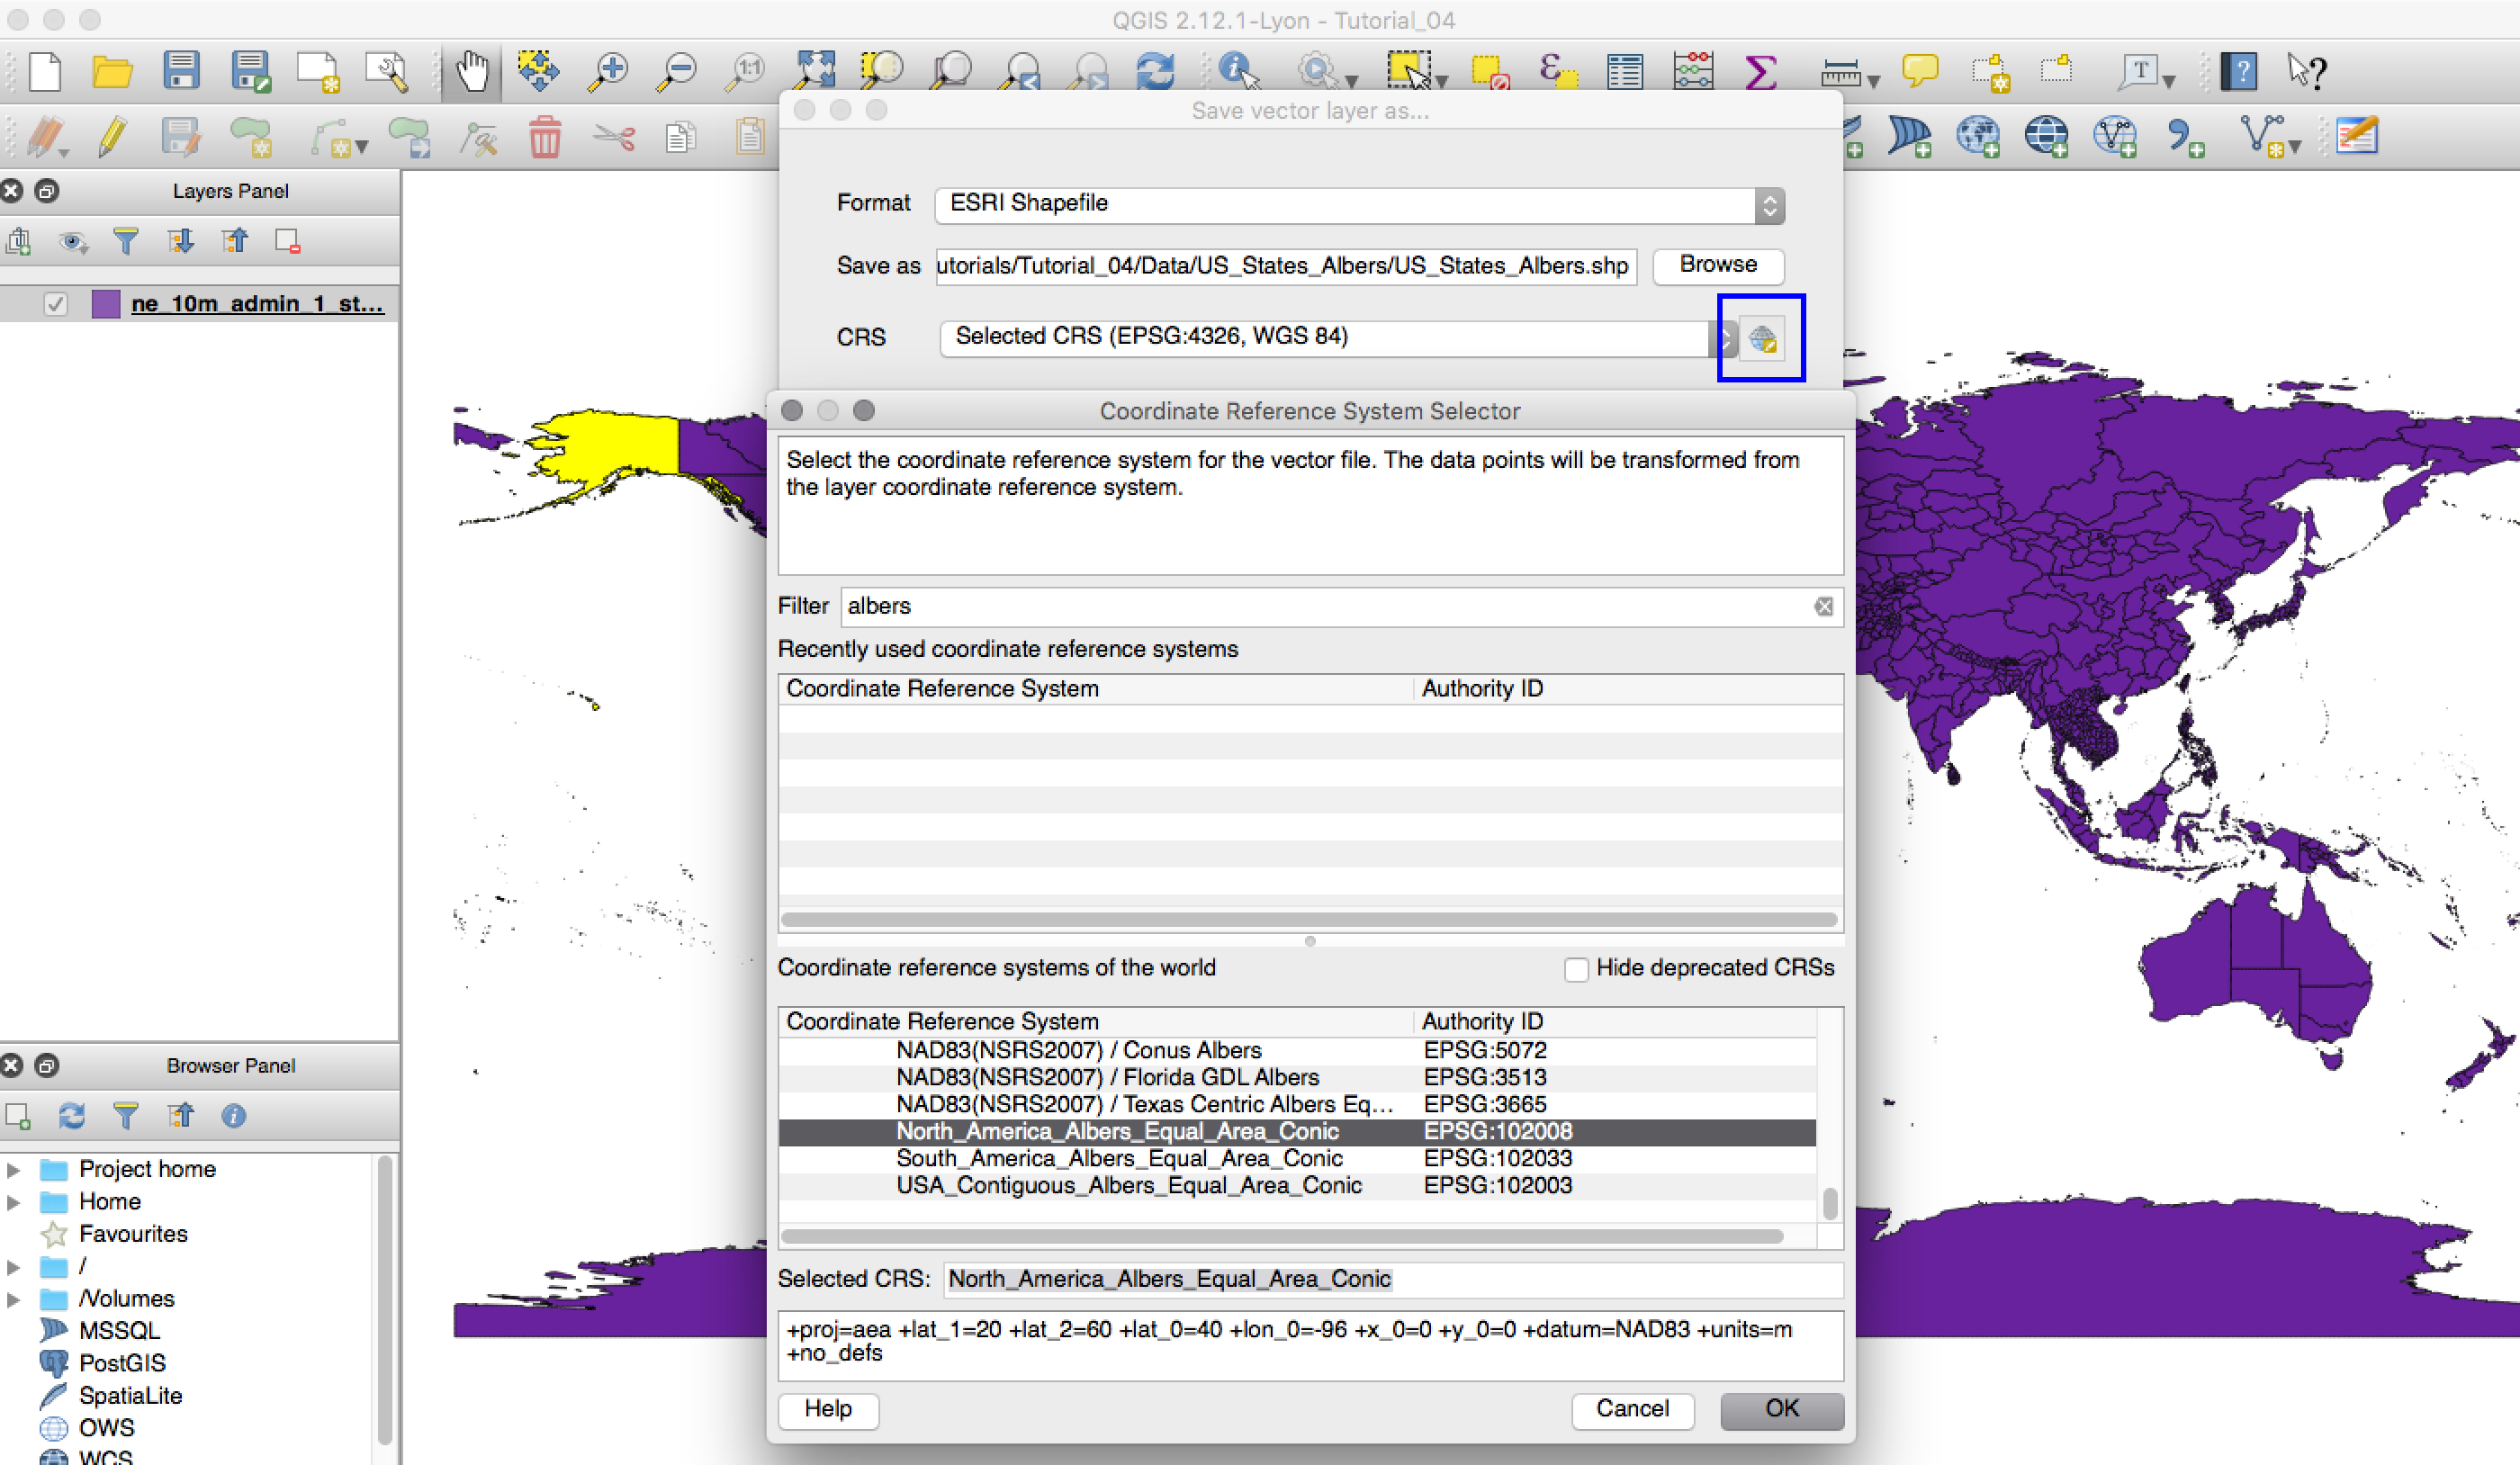 QGIS 2.12.1-Lyon - Tutorial_04
1:1
T
?
?
Save vector layer as...
Format ESRI Shapefile
Save as utorials/Tutorial_04/Data/US_States_Albers/US_States_Albers.shp Browse
CRS Selected CRS (EPSG:4326, WGS 84)
Layers Panel
ne_10m_admin_1_st...
Coordinate Reference System Selector
Select the coordinate reference system for the vector file. The data points will be transformed from
the layer coordinate reference system.
Filter albers
Recently used coordinate reference systems
Coordinate Reference System Authority ID
Coordinate reference systems of the world Hide deprecated CRSs
Coordinate Reference System Authority ID
NAD83(NSRS2007) / Conus Albers EPSG:5072
NAD83(NSRS2007) / Florida GDL Albers EPSG:3513
NAD83(NSRS2007) / Texas Centric Albers Eq... EPSG:3665
North_America_Albers_Equal_Area_Conic EPSG:102008
South_America_Albers_Equal_Area_Conic EPSG:102033
USA_Contiguous_Albers_Equal_Area_Conic EPSG:102003
Selected CRS: North_America_Albers_Equal_Area_Conic
+proj=aea +lat_1=20 +lat_2=60 +lat_0=40 +lon_0=-96 +x_0=0 +y_0=0 +datum=NAD83 +units=m
+no_defs
Help Cancel OK
Browser Panel
Project home
Home
Favourites
/
/Volumes
MSSQL
PostGIS
SpatiaLite
OWS
WCS